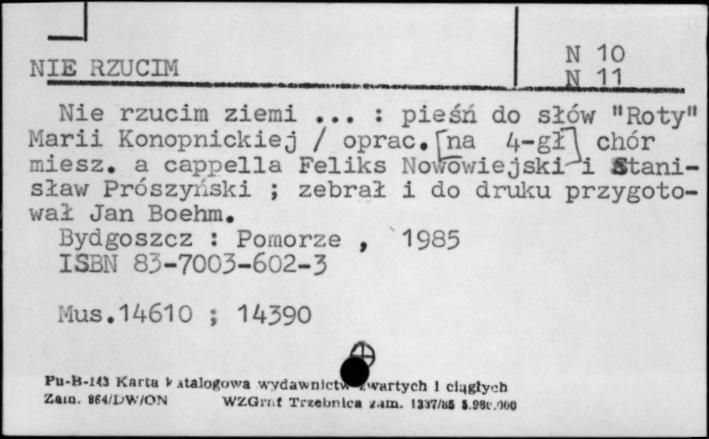 N 10
NIE RZUCIM
N 11
Nie rzucim ziemi ... : pieśń do słów "Roty"
Marii Konopnickiej / oprac. [na 4-gł] chór
miesz. a cappella Feliks Nowowiejski i Stani-
sław Prószyński ; zebrał i do druku przygoto-
wał Jan Boehm.
Bydgoszcz : Pomorze , 1985
ISBN 83-7003-602-3
Mus.14610 ; 14390
Pu-B-143 Karta katalogowa wydawnictw zwartych i ciągłych
Zam. 864/DW/ON WZGraf Trzebnica zam. 1337/85